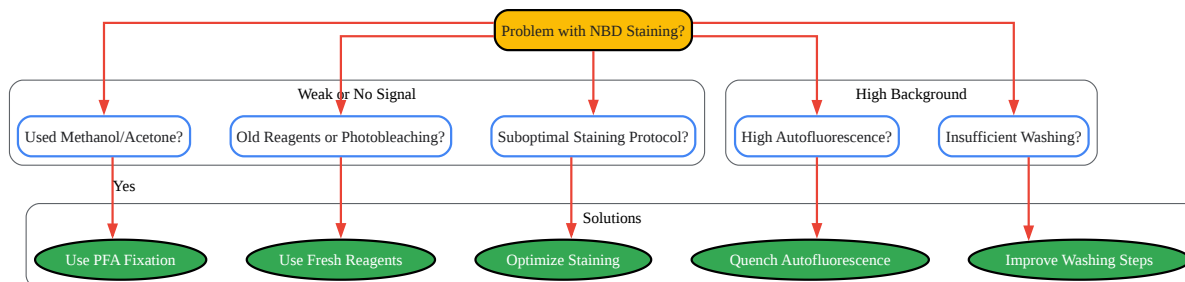 Problem with NBD Staining?
Weak or No Signal
High Background
Used Methanol/Acetone?
Old Reagents or Photobleaching?
Suboptimal Staining Protocol?
High Autofluorescence?
Insufficient Washing?
Yes
Solutions
Use PFA Fixation
Use Fresh Reagents
Optimize Staining
Quench Autofluorescence
Improve Washing Steps